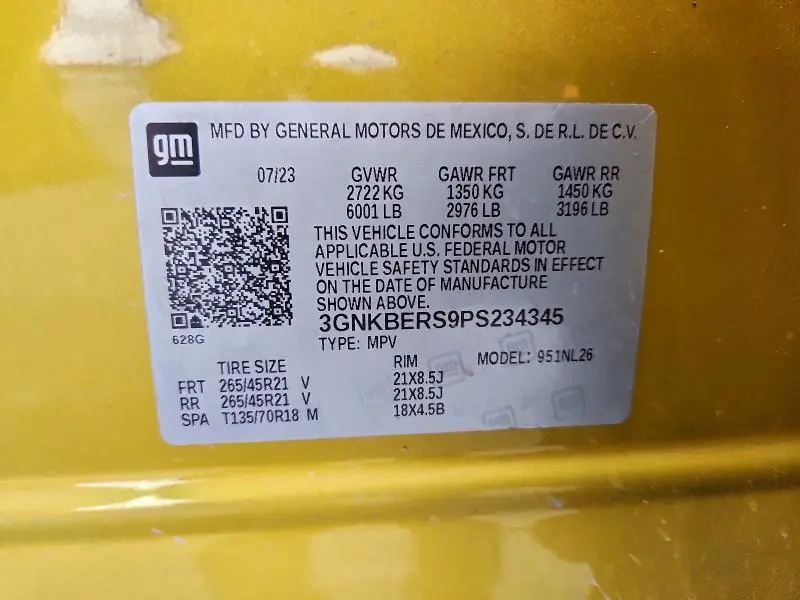 gm MFD BY GENERAL MOTORS DE MEXICO, S. DE R.L. DE C.V.
07/23 GVWR GAWR FRT GAWR RR
2722 KG 1350 KG 1450 KG
6001 LB 2976 LB 3196 LB
THIS VEHICLE CONFORMS TO ALL
APPLICABLE U.S. FEDERAL MOTOR
VEHICLE SAFETY STANDARDS IN EFFECT
ON THE DATE OF MANUFACTURE
SHOWN ABOVE.
3GNKBERS9PS234345
628G
TYPE: MPV
TIRE SIZE RIM MODEL: 951NL26
FRT 265/45R21 V 21X8.5J
RR 265/45R21 V 21X8.5J
SPA T135/70R18 M 18X4.5B
gm